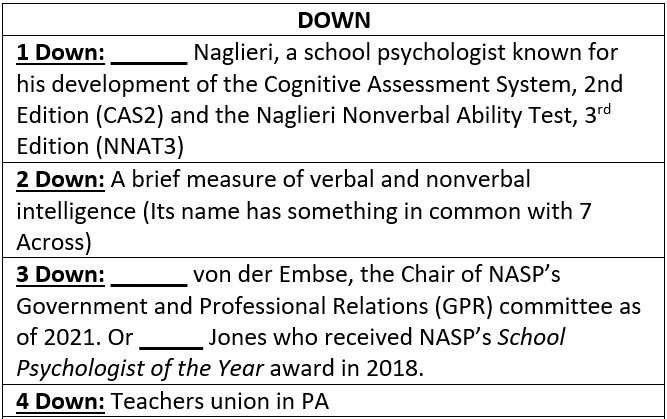 DOWN
1 Down: ______ Naglieri, a school psychologist known for
his development of the Cognitive Assessment System, 2nd
Edition (CAS2) and the Naglieri Nonverbal Ability Test, 3rd
Edition (NNAT3)
2 Down: A brief measure of verbal and nonverbal
intelligence (Its name has something in common with 7
Across)
3 Down: ______ von der Embse, the Chair of NASP’s
Government and Professional Relations (GPR) committee as
of 2021. Or _____ Jones who received NASP’s School
Psychologist of the Year award in 2018.
4 Down: Teachers union in PA